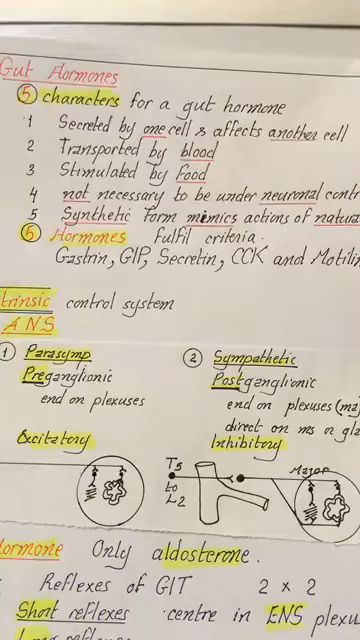 Gut Hormones
⑤ characters for a gut hormone
1 Secreted by one cell & affects another cell
2 Transported by blood
3 Stimulated by Food
4 not necessary to be under neuronal contr
5 Synthetic form mimics actions of natura
⑤ Hormones fulfil criteria.
Gastrin, GIP, Secretin, CCK and Motilin
trinsic control system
ANS
① Parasymp
Preganglionic
end on plexuses
Excitatory
② Sympathetic
Postganglionic
end on plexuses (ma
direct on ms or gla
Inhibitory
T5
to
L2
Major
ormone Only aldosterone.
Reflexes of GIT 2 x 2
Short reflexes centre in ENS plexu